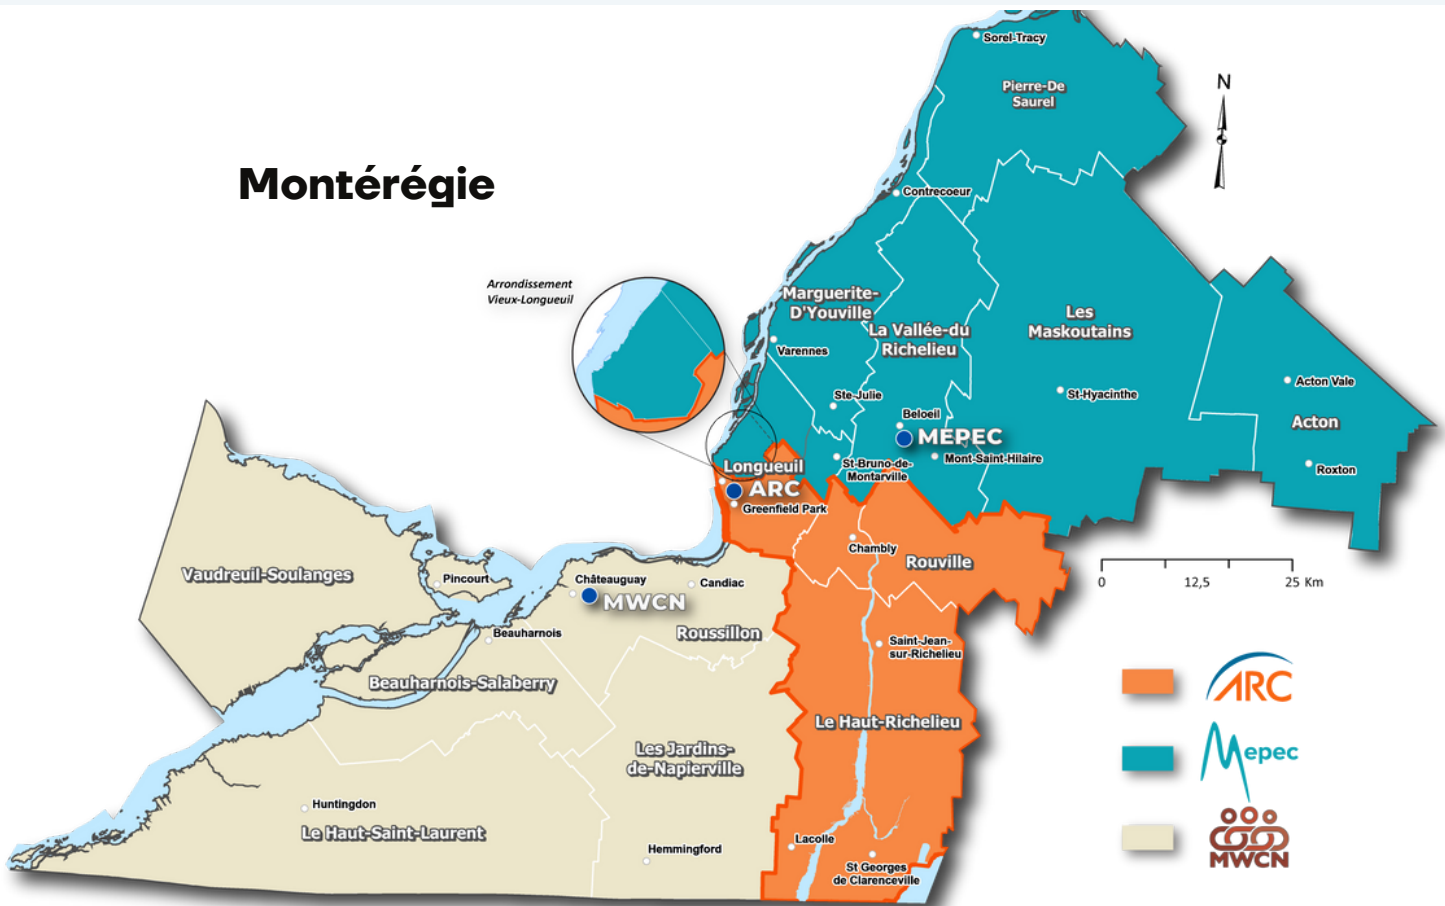 Montérégie
Sorel-Tracy
Pierre-De
Saurel
N
Contrecoeur
Arrondissement
Vieux-Longueuil
Marguerite-
D'Youville
La Vallée-du
Richelieu
Les
Maskoutains
Varennes
Ste-Julie
St-Hyacinthe
Acton Vale
Acton
Beloeil
MEPEC
Mont-Saint-Hilaire
St-Bruno-de-
Montarville
Roxton
Longueuil
ARC
Greenfield Park
Chambly
Rouville
0 12,5 25 Km
Vaudreuil-Soulanges
Pincourt
Châteauguay
Candiac
MWCN
Beauharnois
Roussillon
Saint-Jean-
sur-Richelieu
Beauharnois-Salaberry
Le Haut-Richelieu
Les Jardins-
de-Napierville
Huntingdon
Le Haut-Saint-Laurent
Hemmingford
Lacolle
St Georges
de Clarenceville
ARC
Mepec
MWCN